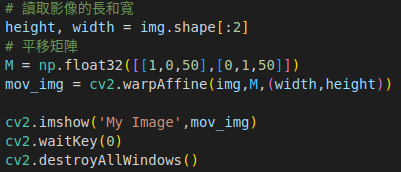 # 讀取影像的長和寬
height, width = img.shape[:2]
# 平移矩陣
M = np.float32([[1,0,50],[0,1,50]])
mov_img = cv2.warpAffine(img,M,(width,height))
cv2.imshow('My Image',mov_img)
cv2.waitKey(0)
cv2.destroyAllWindows()